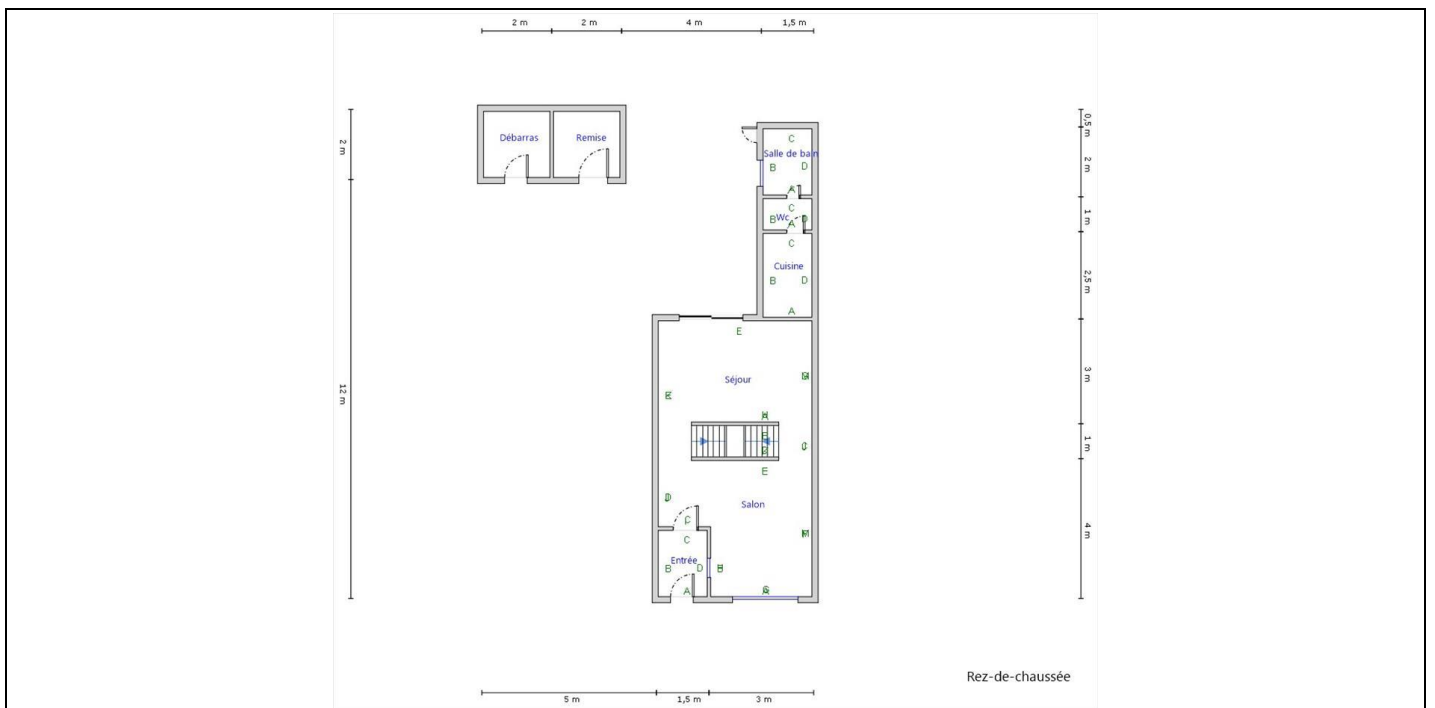 2 m 2 m 4 m 1,5 m
0,5 m
Débarras Remise
2 m
C
Salle de bain
2 m
B D
A
C
1 m
B Wc D
A
C
Cuisine
2,5 m
B D
A
E
3 m
Séjour
12 m
A
B
C
1 m
E
D
Salon
C
4 m
C
M
Entrée
B D
A
5 m 1,5 m 3 m
Rez-de-chaussée